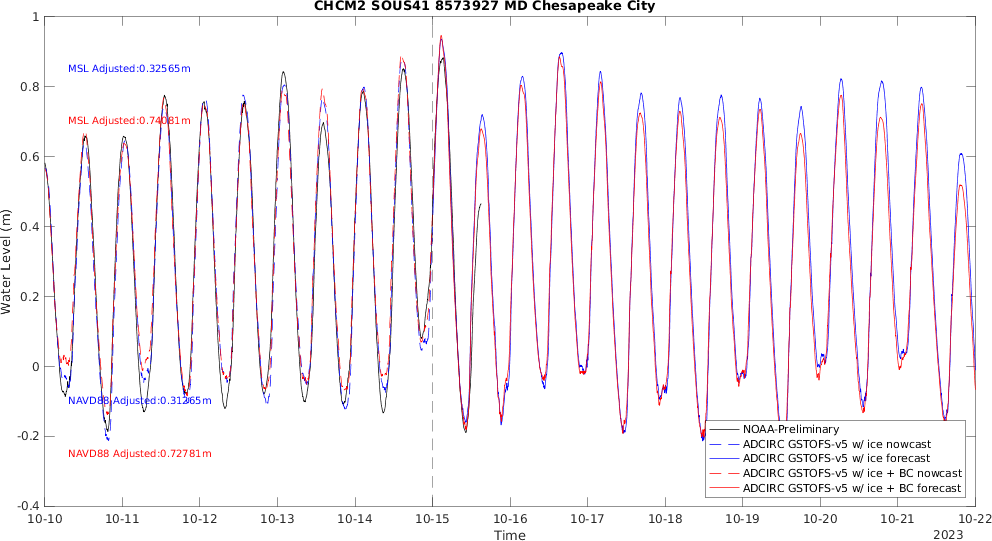 CHCM2 SOUS41 8573927 MD Chesapeake City
1
0.8
0.6
0.4
0.2
0
-0.2
-0.4
Water Level (m)
MSL Adjusted:0.32565m
MSL Adjusted:0.74081m
NAVD88 Adjusted:0.31265m
NAVD88 Adjusted:0.72781m
NOAA-Preliminary
ADCIRC GSTOFS-v5 w/ ice nowcast
ADCIRC GSTOFS-v5 w/ ice forecast
ADCIRC GSTOFS-v5 w/ ice + BC nowcast
ADCIRC GSTOFS-v5 w/ ice + BC forecast
10-10 10-11 10-12 10-13 10-14 10-15 10-16 10-17 10-18 10-19 10-20 10-21 10-22
Time
2023